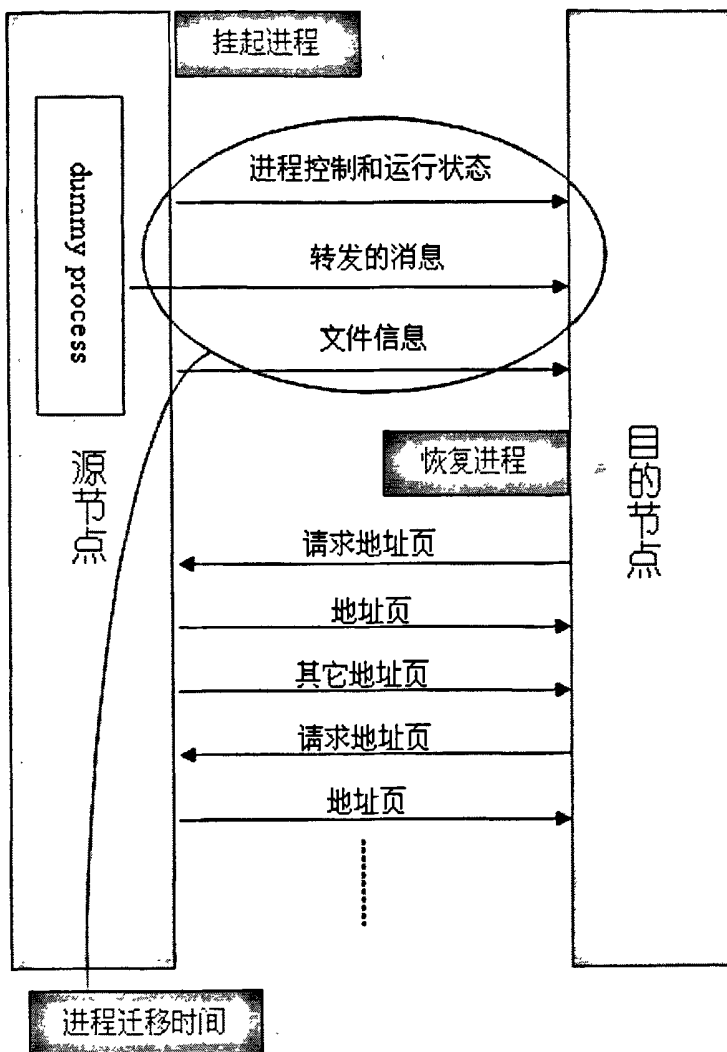 挂起进程
进程控制和运行状态
dummy process
转发的消息
文件信息
恢复进程
源节点
目的节点
请求地址页
地址页
其它地址页
请求地址页
地址页
进程迁移时间